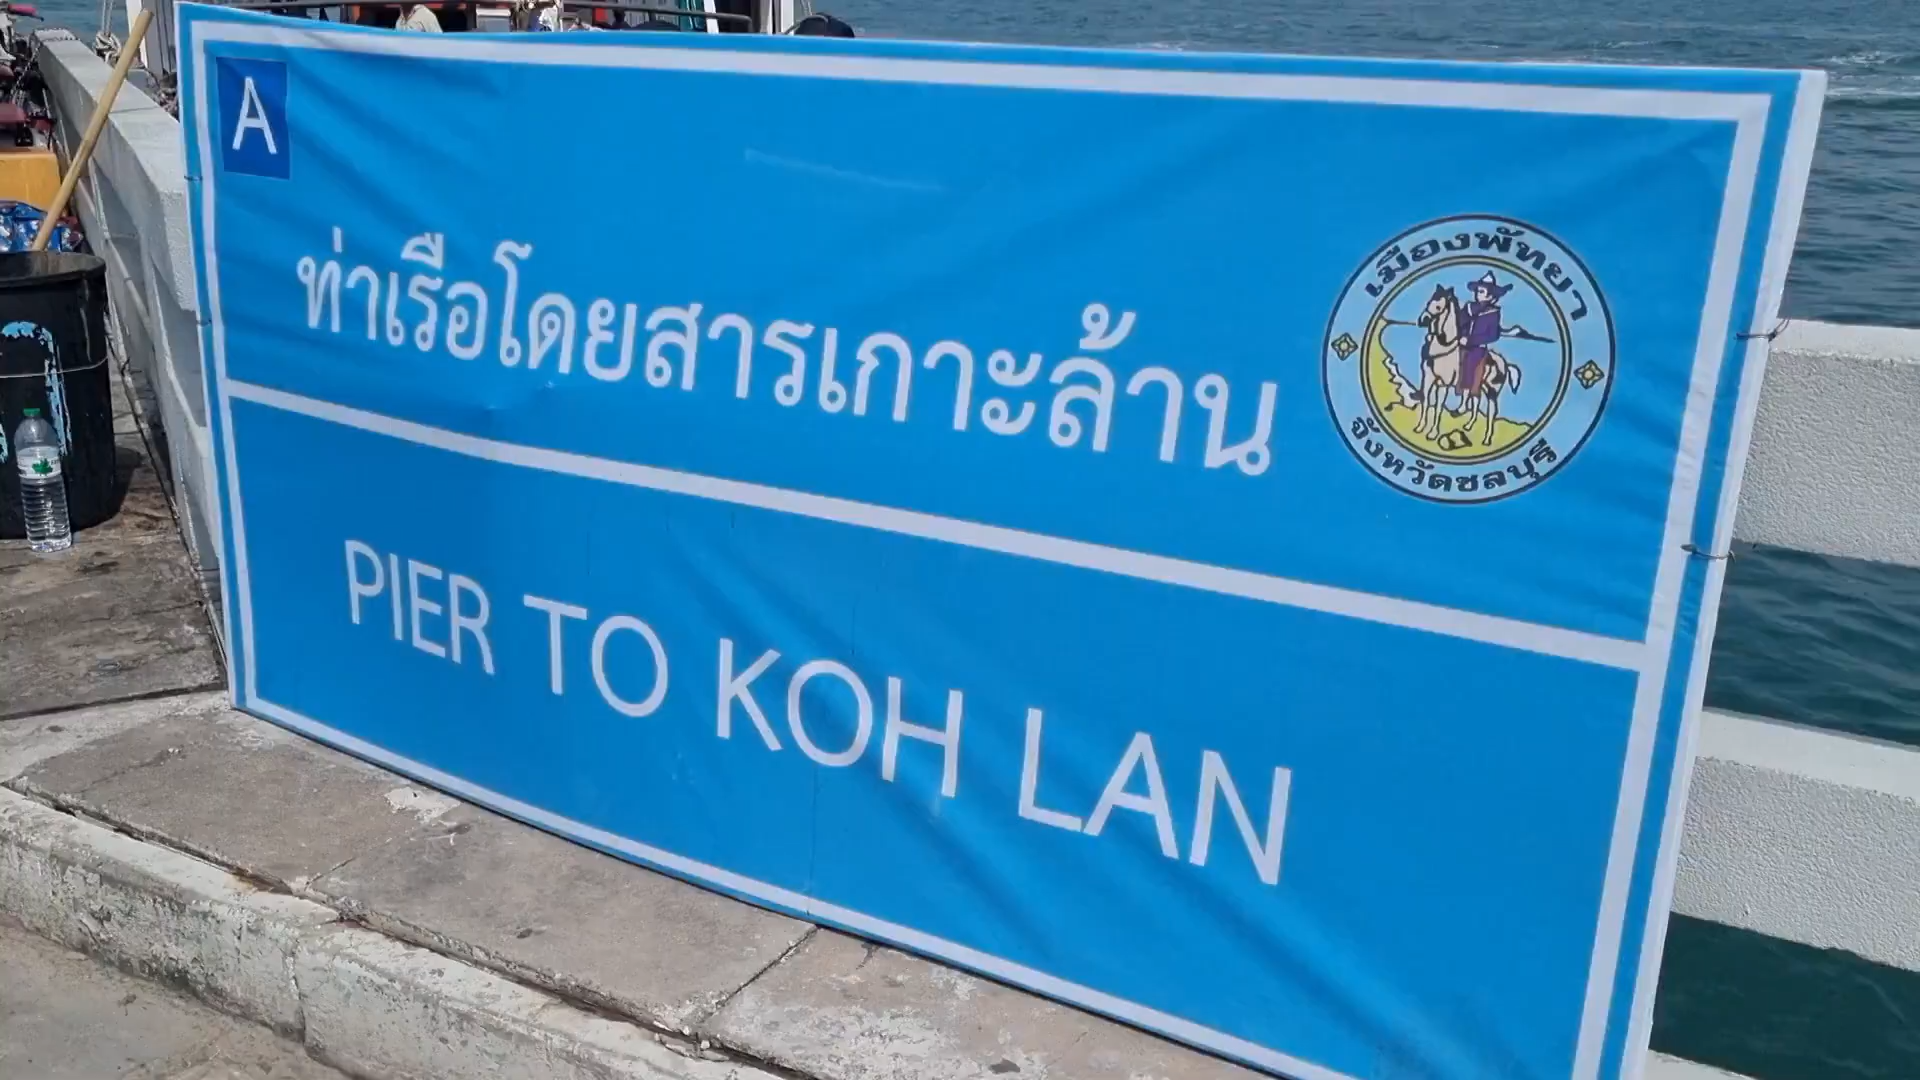 A
ท่าเรือโดยสารเกาะล้าน
เมืองพัทยา
จังหวัดชลบุรี
PIER TO KOH LAN